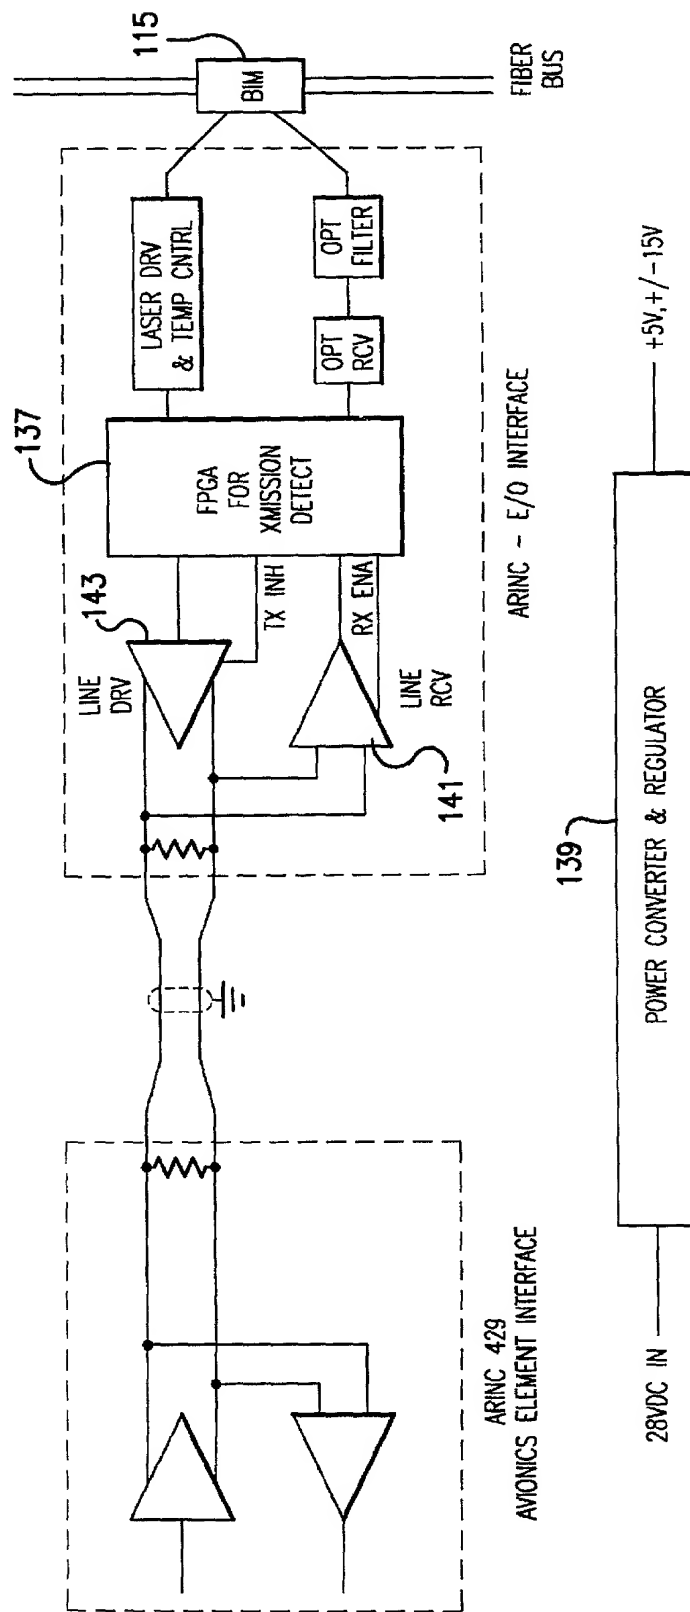 115
BIM
FIBER
BUS
LASER DRV
& TEMP CNTRL
OPT
FILTER
OPT
RCV
137
FPGA
FOR
XMISSION
DETECT
143
LINE
DRV
TX INH
RX ENA
LINE
RCV
141
ARINC - E/O INTERFACE
ARINC 429
AVIONICS ELEMENT INTERFACE
139
28VDC IN
POWER CONVERTER & REGULATOR
+5V,+/-15V